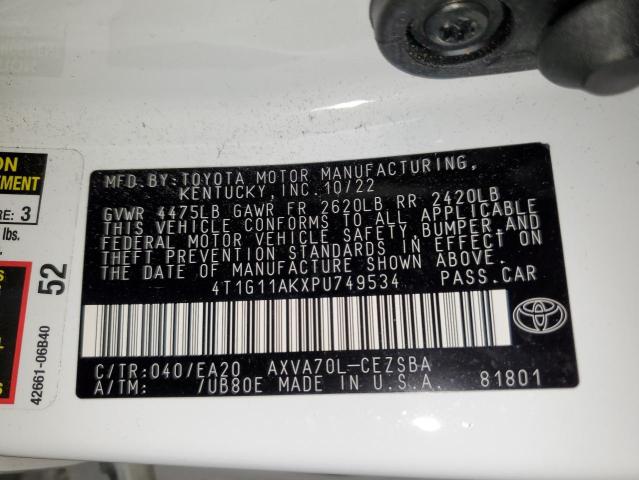 MFD.BY:TOYOTA MOTOR MANUFACTURING,
KENTUCKY, INC. 10/22
GVWR 4475LB GAWR FR 2620LB RR 2420LB
THIS VEHICLE CONFORMS TO ALL APPLICABLE
FEDERAL MOTOR VEHICLE SAFETY, BUMPER, AND
THEFT PREVENTION STANDARDS IN EFFECT ON
THE DATE OF MANUFACTURE SHOWN ABOVE.
4T1G11AKXPU749534 PASS.CAR
C/TR:040/EA20 AXVA70L-CEZSBA
A/TM: 7UB80E MADE IN U.S.A. 81801
ON
EMENT
RE: 3
lbs.
52
42661-06B40